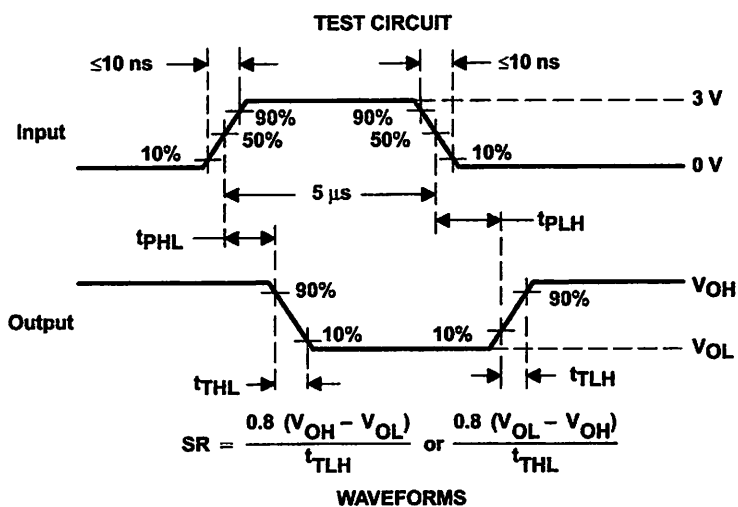 TEST CIRCUIT
≤10 ns
≤10 ns
3 V
90%
90%
Input
50%
50%
10%
10%
0 V
5 μs
tPHL
tPLH
VOH
90%
90%
Output
10%
10%
VOL
tTHL
tTLH
SR = 0.8 (VOH – VOL) / tTLH or 0.8 (VOL – VOH) / tTHL
WAVEFORMS